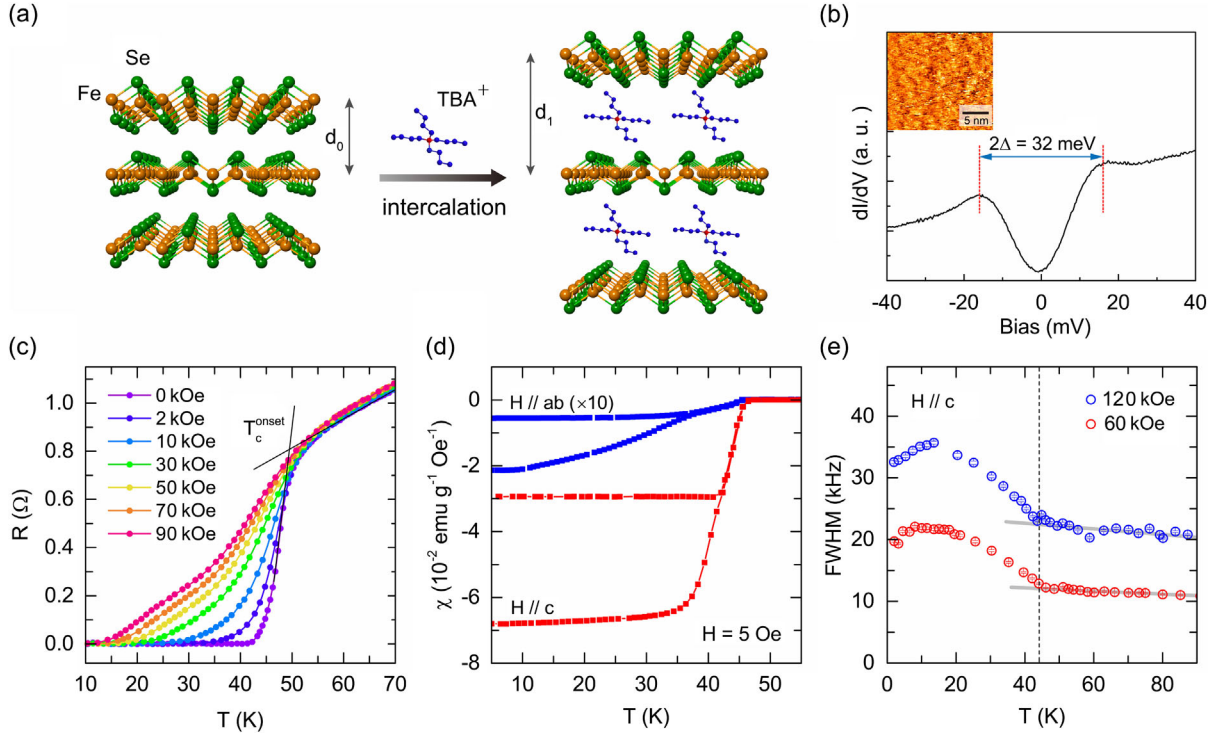 (a)
Se
Fe
d0
TBA+
intercalation
d1
(b)
dI/dV (a. u.)
5 nm
2Δ = 32 meV
-40 -20 0 20 40
Bias (mV)
(c)
R (Ω)
1.0
0.8
0.6
0.4
0.2
0.0
0 kOe
2 kOe
10 kOe
30 kOe
50 kOe
70 kOe
90 kOe
Tc onset
10 20 30 40 50 60 70
T (K)
(d)
χ (10-2 emu g-1 Oe-1)
0
-2
-4
-6
-8
H // ab (×10)
H // c
H = 5 Oe
10 20 30 40 50
T (K)
(e)
FWHM (kHz)
40
30
20
10
0
H // c
120 kOe
60 kOe
0 20 40 60 80
T (K)